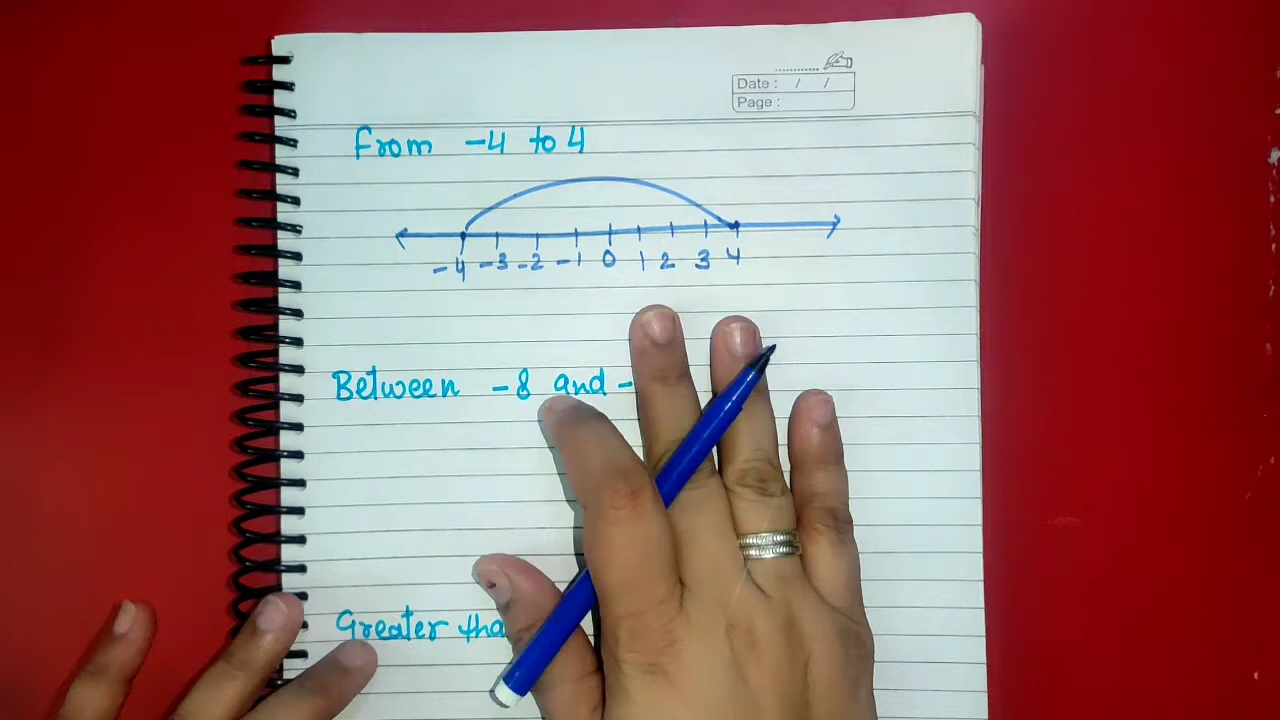 Date : / /
Page :
From -4 to 4
-4 -3 -2 -1 0 1 2 3 4
Between -8 and -
Greater